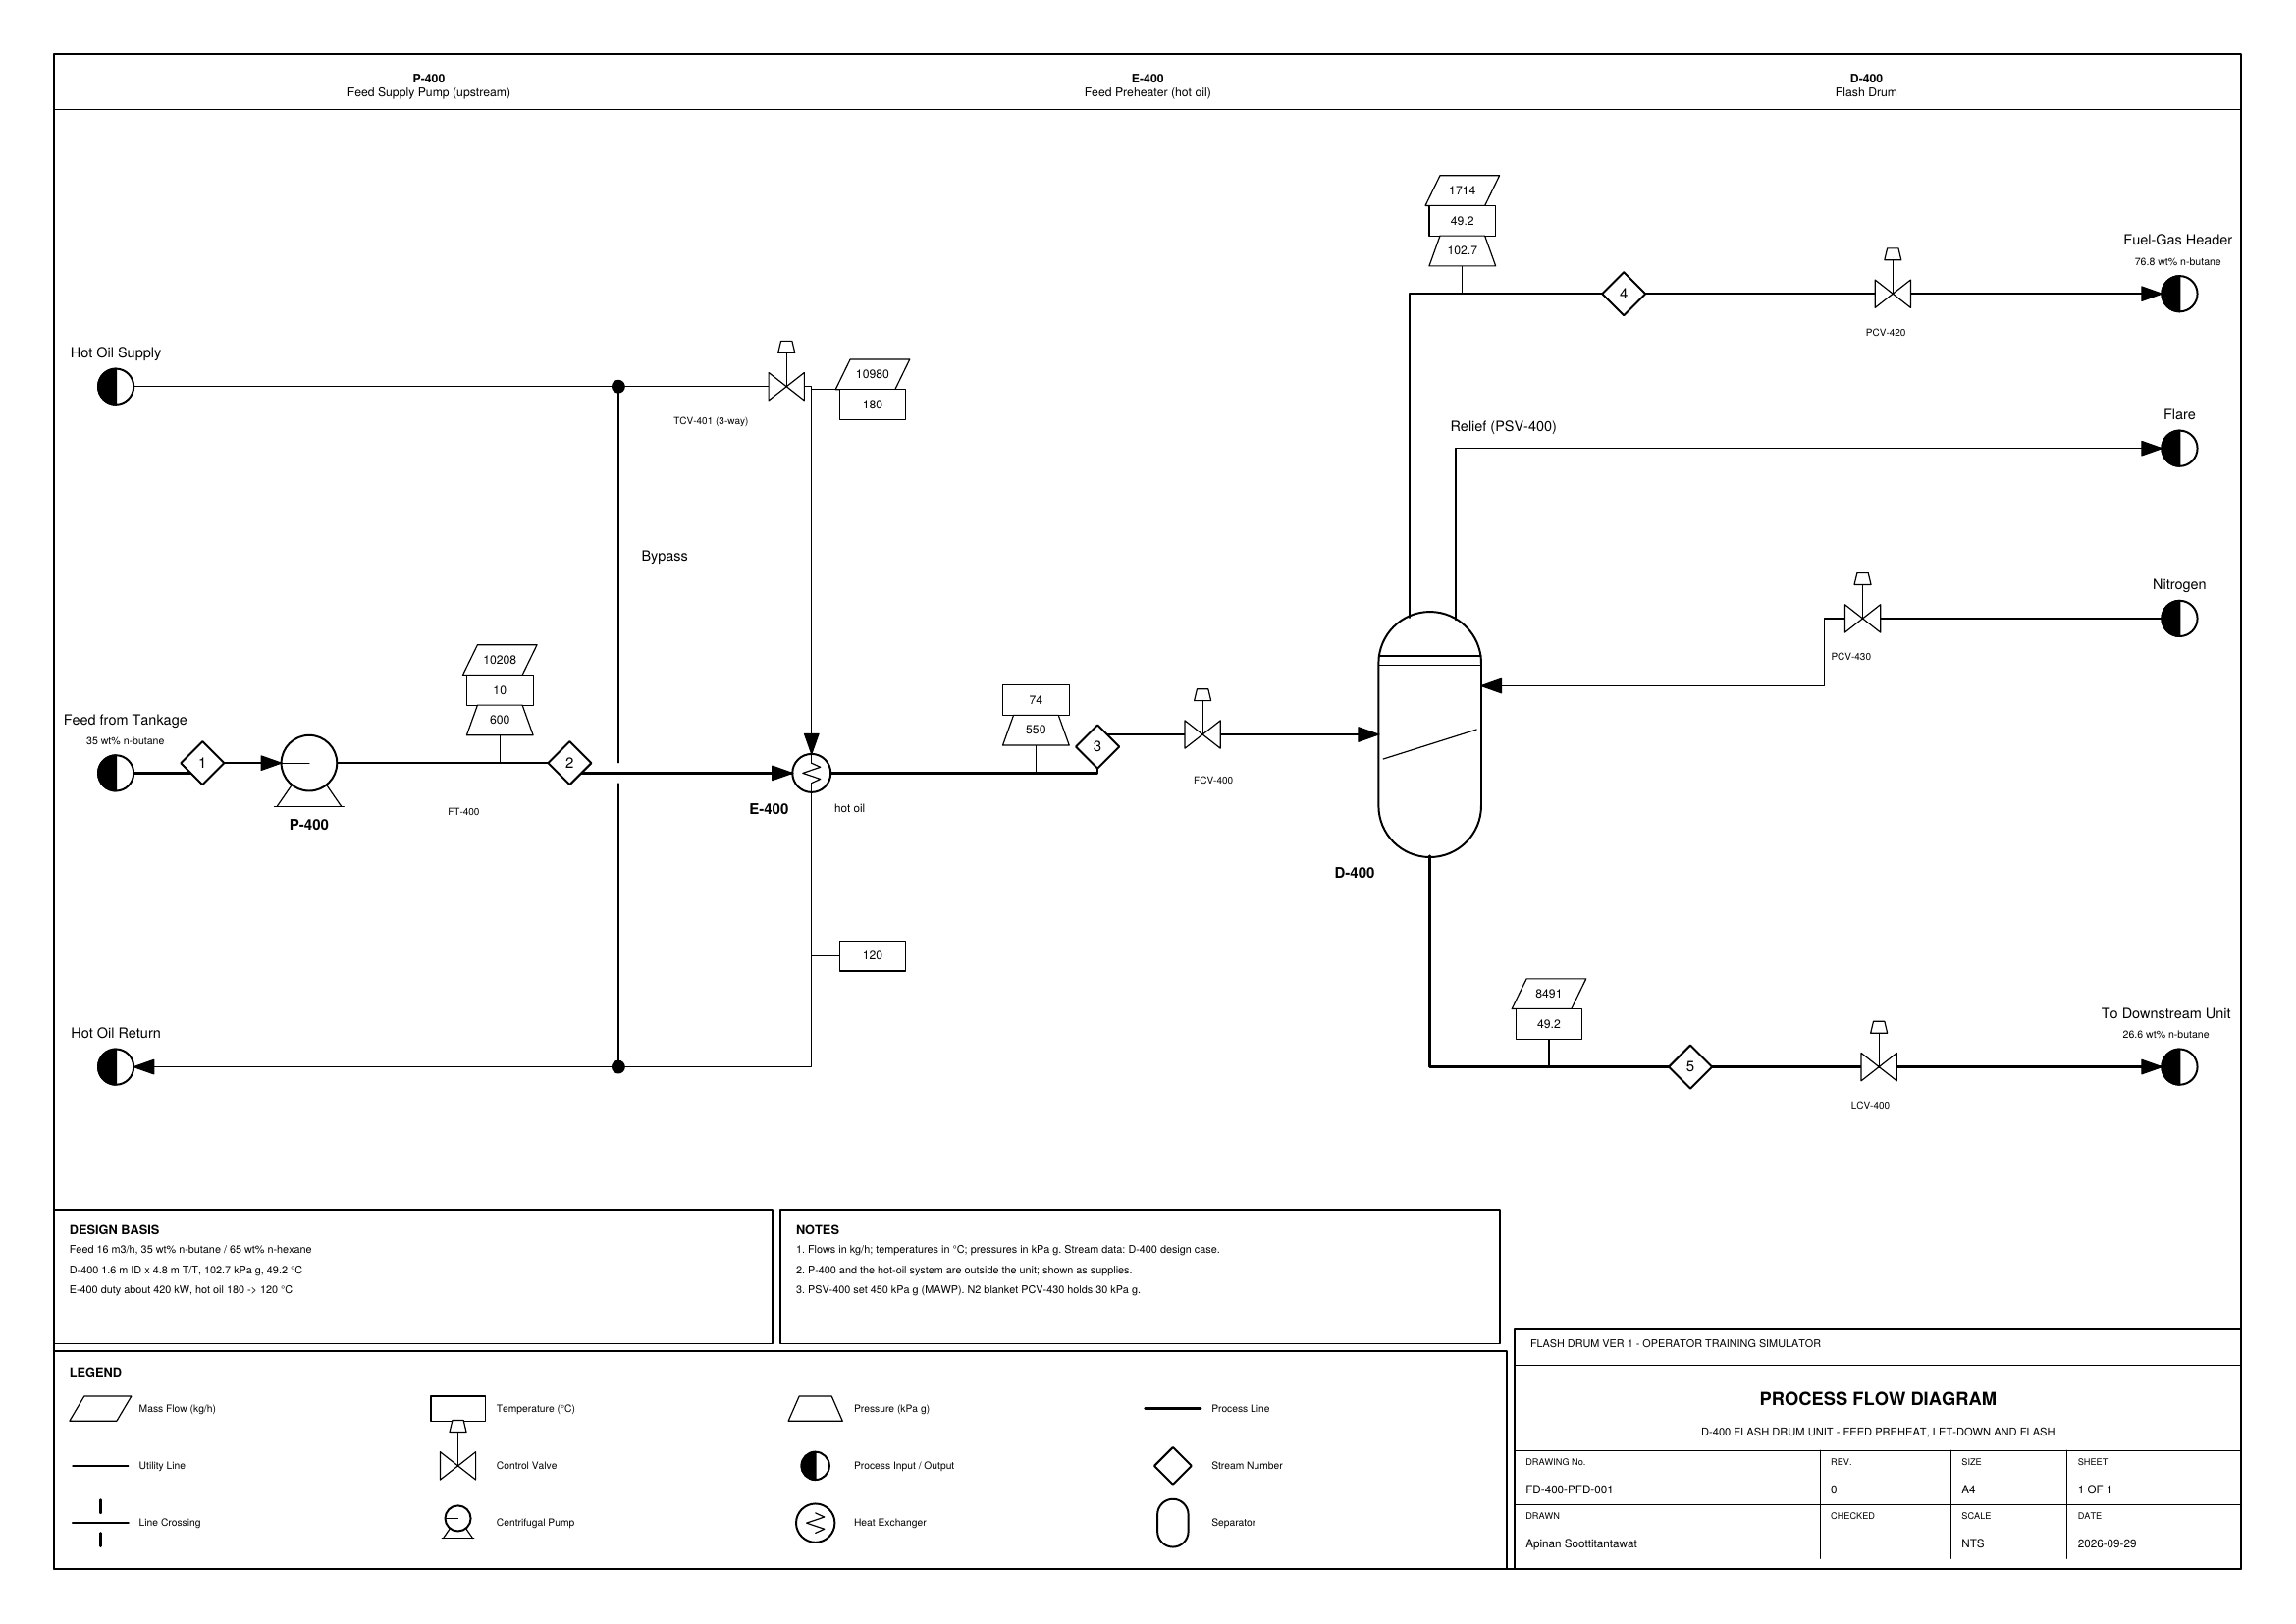 P-400
Feed Supply Pump (upstream)
E-400
Feed Preheater (hot oil)
D-400
Flash Drum
1714
49.2
102.7
Fuel-Gas Header
76.8 wt% n-butane
4
PCV-420
Hot Oil Supply
10980
180
TCV-401 (3-way)
Flare
Relief (PSV-400)
Bypass
Nitrogen
PCV-430
10208
10
600
74
550
Feed from Tankage
35 wt% n-butane
1
2
3
FCV-400
P-400
FT-400
E-400
hot oil
D-400
120
8491
49.2
Hot Oil Return
To Downstream Unit
26.6 wt% n-butane
5
LCV-400
DESIGN BASIS
Feed 16 m3/h, 35 wt% n-butane / 65 wt% n-hexane
D-400 1.6 m ID x 4.8 m T/T, 102.7 kPa g, 49.2 °C
E-400 duty about 420 kW, hot oil 180 -> 120 °C
NOTES
1. Flows in kg/h; temperatures in °C; pressures in kPa g. Stream data: D-400 design case.
2. P-400 and the hot-oil system are outside the unit; shown as supplies.
3. PSV-400 set 450 kPa g (MAWP). N2 blanket PCV-430 holds 30 kPa g.
LEGEND
Mass Flow (kg/h)
Temperature (°C)
Pressure (kPa g)
Process Line
Utility Line
Control Valve
Process Input / Output
Stream Number
Line Crossing
Centrifugal Pump
Heat Exchanger
Separator
FLASH DRUM VER 1 - OPERATOR TRAINING SIMULATOR
PROCESS FLOW DIAGRAM
D-400 FLASH DRUM UNIT - FEED PREHEAT, LET-DOWN AND FLASH
DRAWING No.
REV.
SIZE
SHEET
FD-400-PFD-001
0
A4
1 OF 1
DRAWN
CHECKED
SCALE
DATE
Apinan Soottitantawat
NTS
2026-09-29